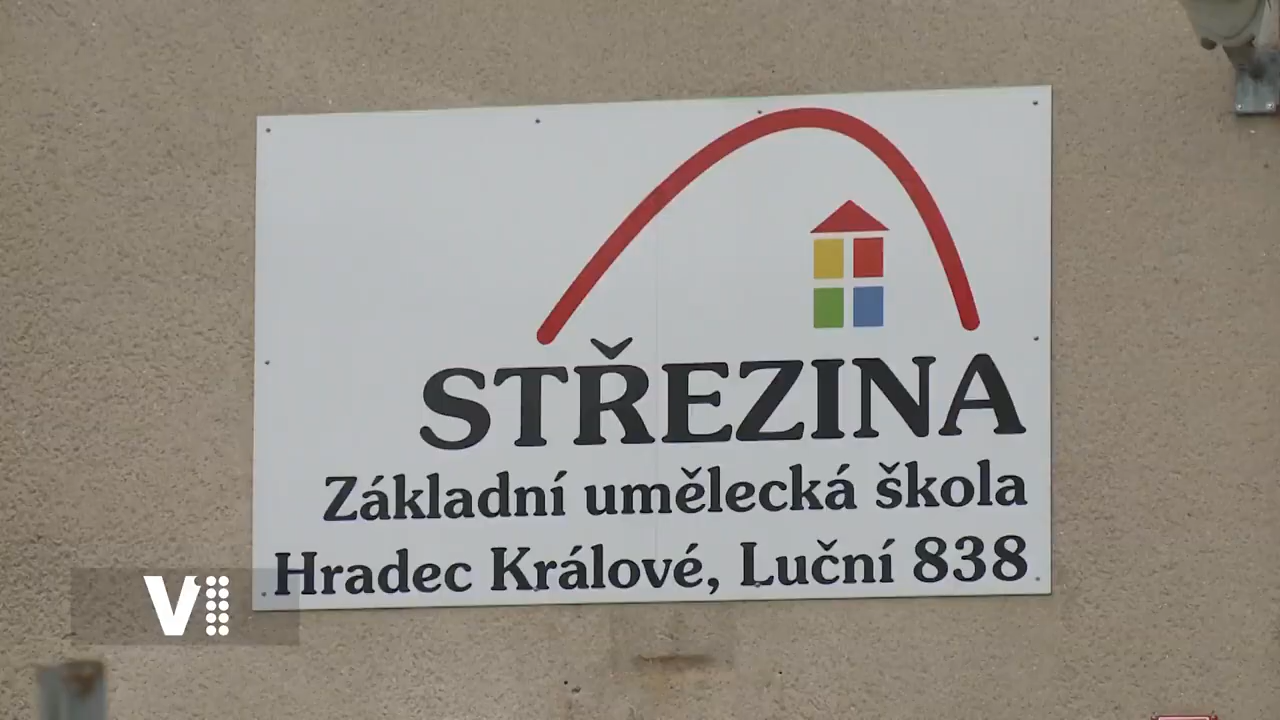 STŘEZINA
Základní umělecká škola
Hradec Králové, Luční 838
V